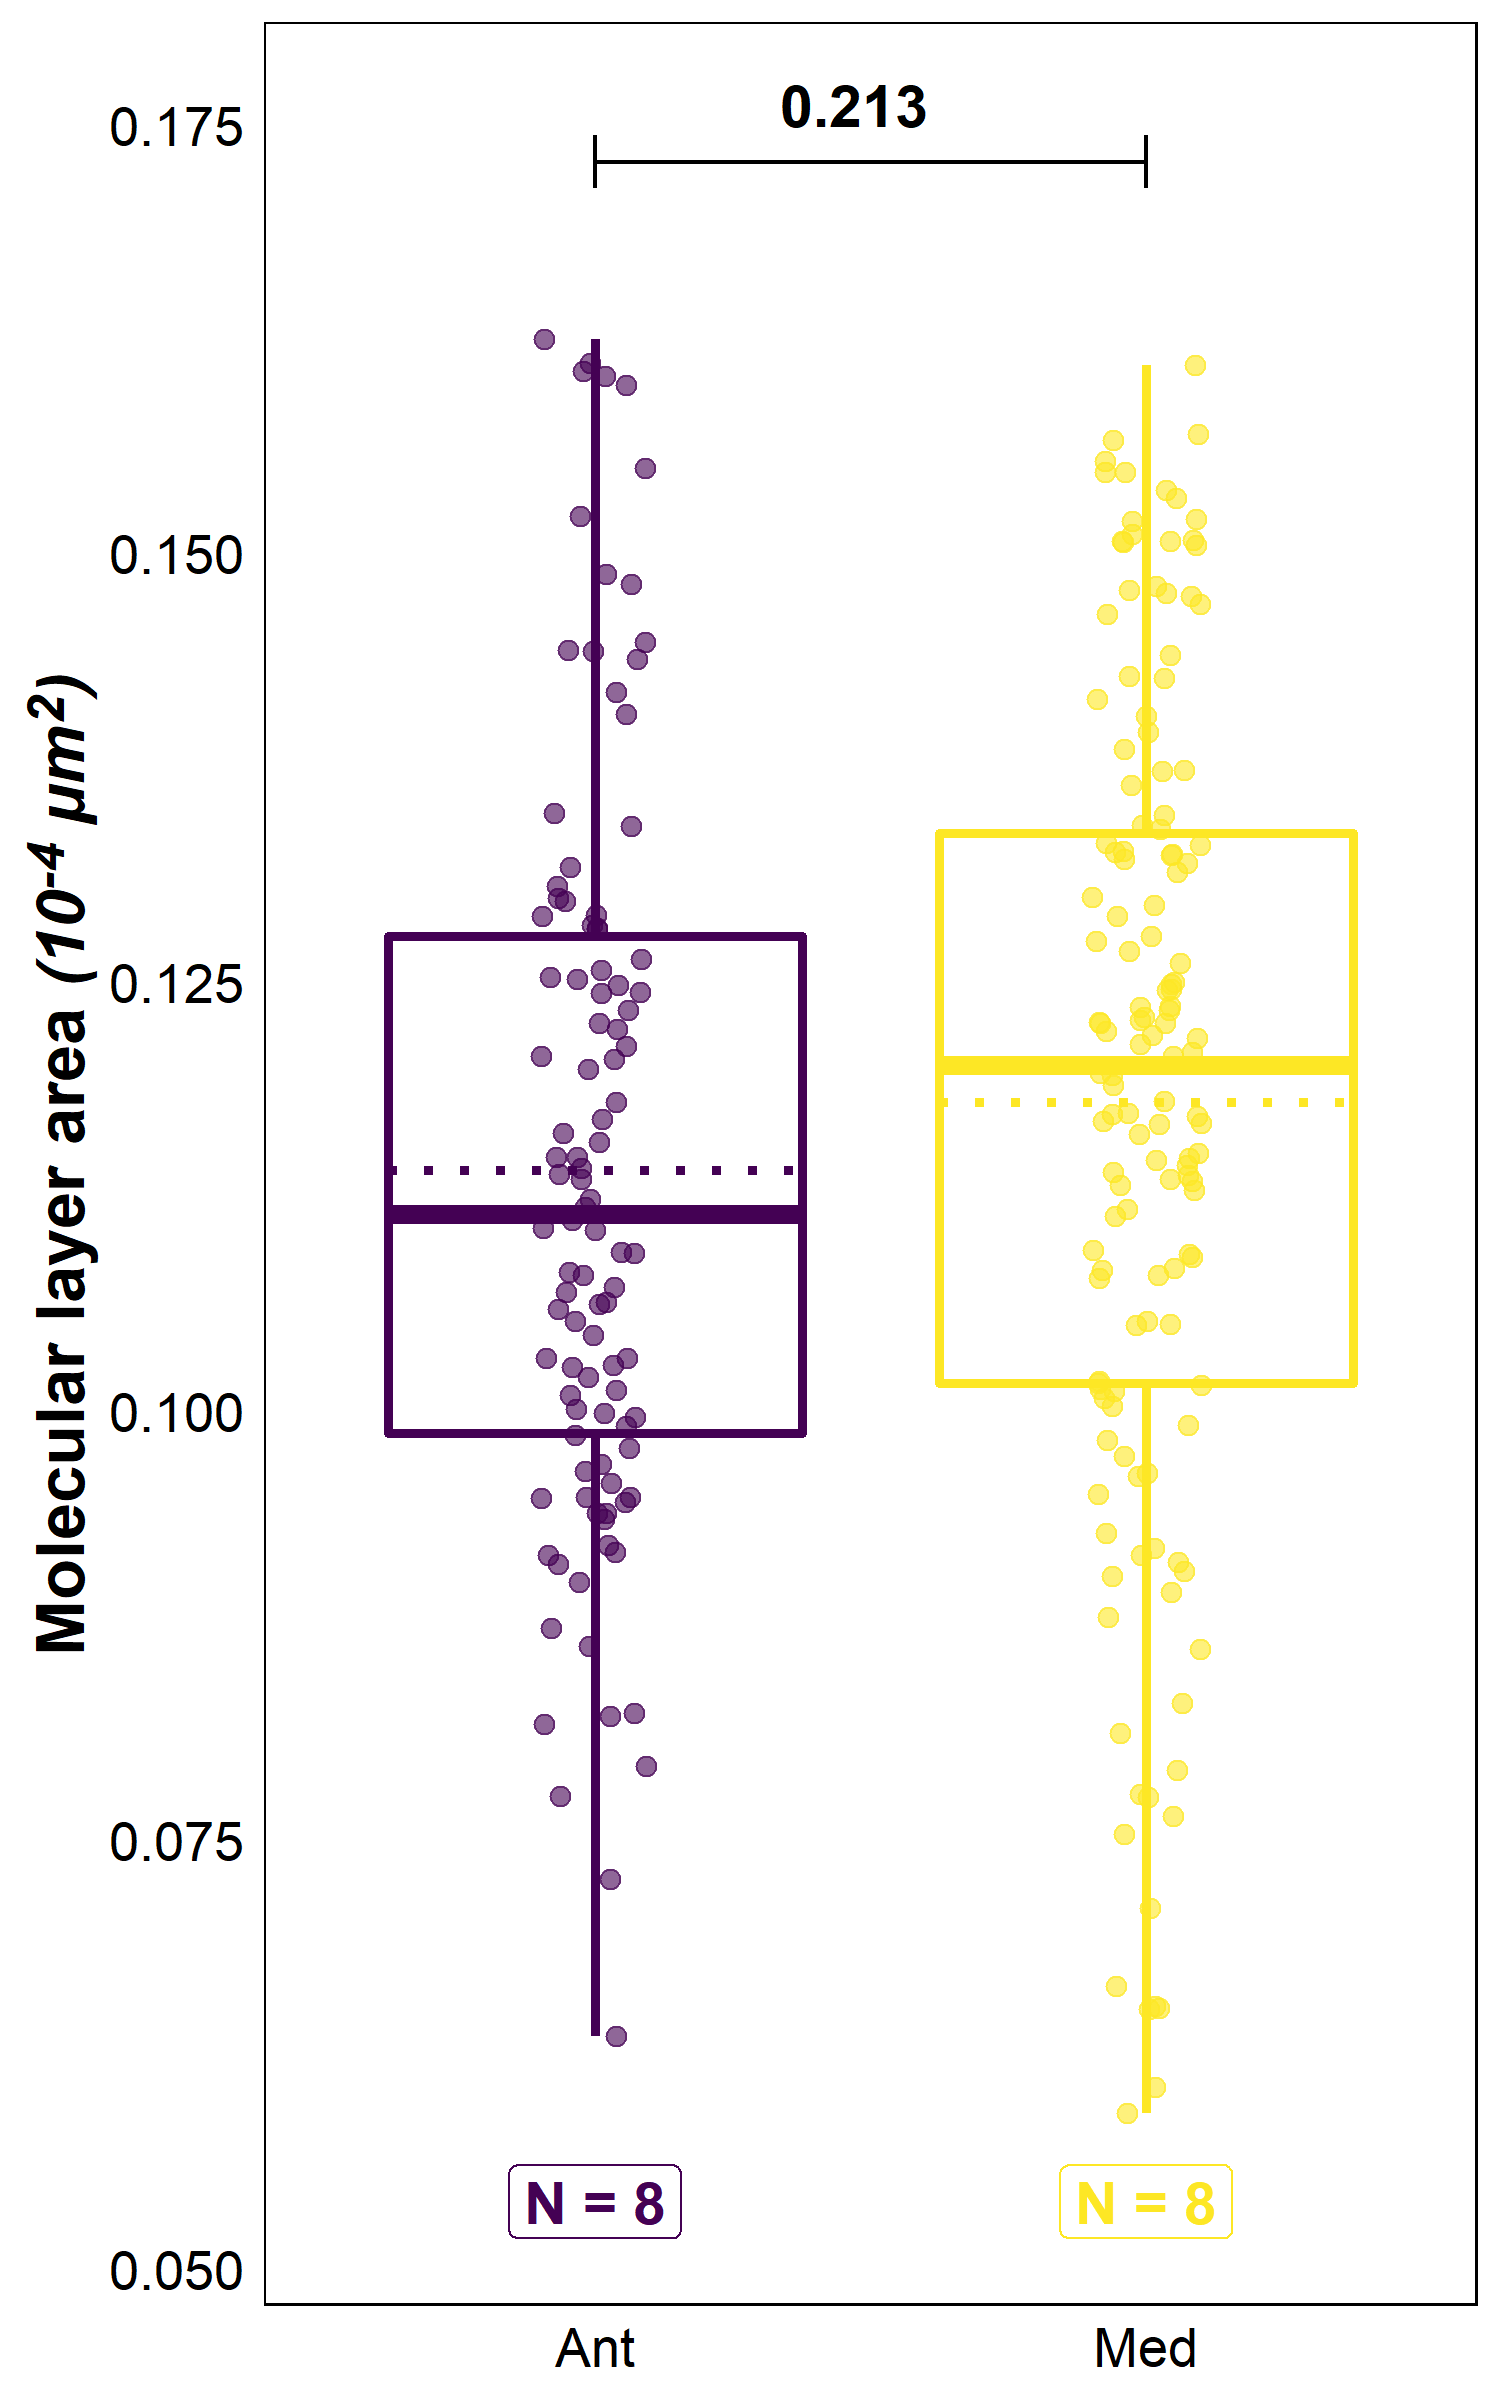 0.175
0.213
0.150
0.125
0.100
0.075
0.050
Molecular layer area (10⁻⁴ μm²)
N = 8
N = 8
Ant
Med